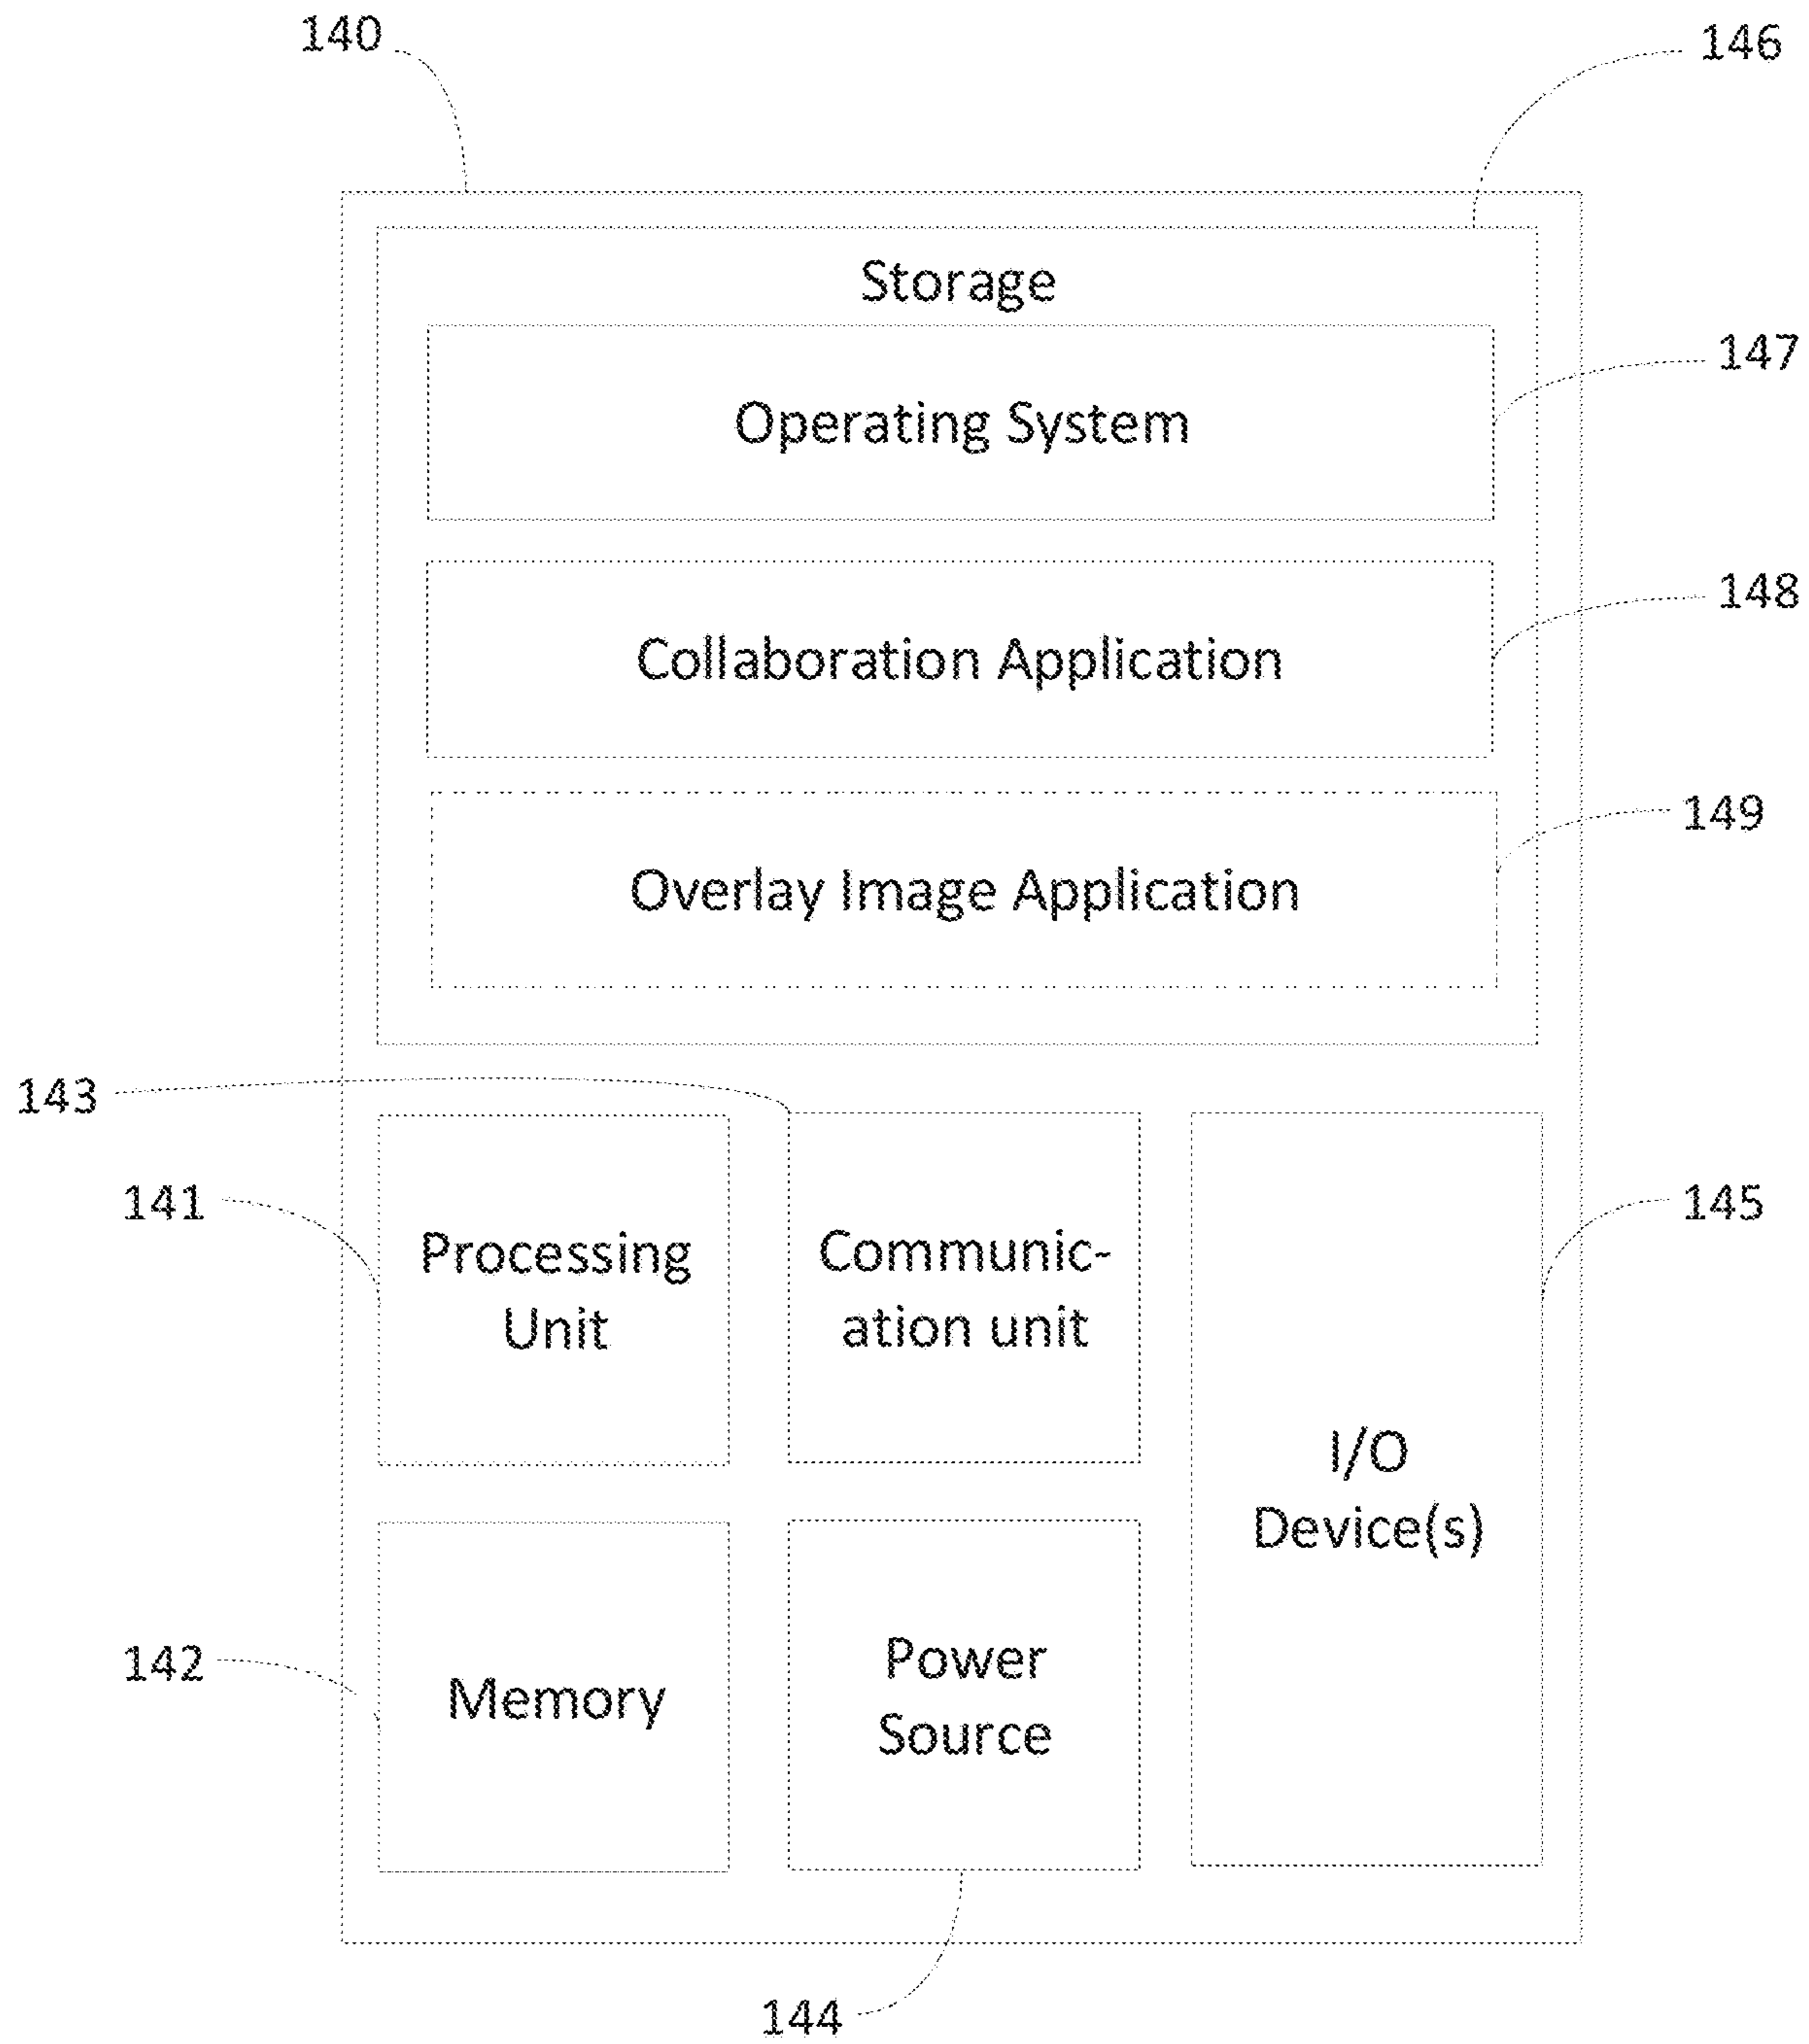 140
146
Storage
147
Operating System
148
Collaboration Application
149
Overlay Image Application
143
141
145
Processing
Unit
Communic-
ation unit
I/O
Device(s)
142
Memory
Power
Source
144